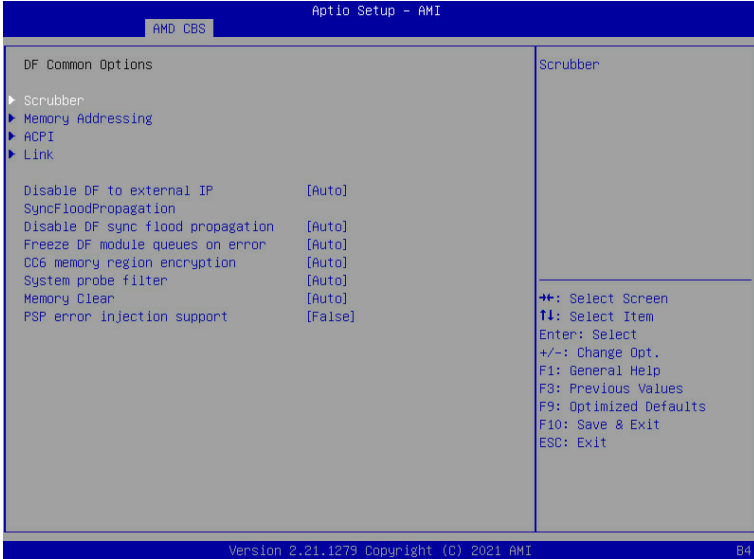 Aptio Setup – AMI
AMD CBS
DF Common Options
Scrubber
Memory Addressing
ACPI
Link
Disable DF to external IP [Auto]
SyncFloodPropagation
Disable DF sync flood propagation [Auto]
Freeze DF module queues on error [Auto]
CC6 memory region encryption [Auto]
System probe filter [Auto]
Memory Clear [Auto]
PSP error injection support [False]
Scrubber
→←: Select Screen
↑↓: Select Item
Enter: Select
+/-: Change Opt.
F1: General Help
F3: Previous Values
F9: Optimized Defaults
F10: Save & Exit
ESC: Exit
Version 2.21.1279 Copyright (C) 2021 AMI
B4